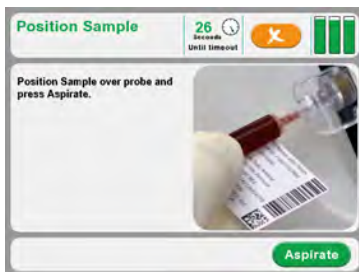 Position Sample
26
Seconds
Until timeout
Position Sample over probe and
press Aspirate.
Aspirate